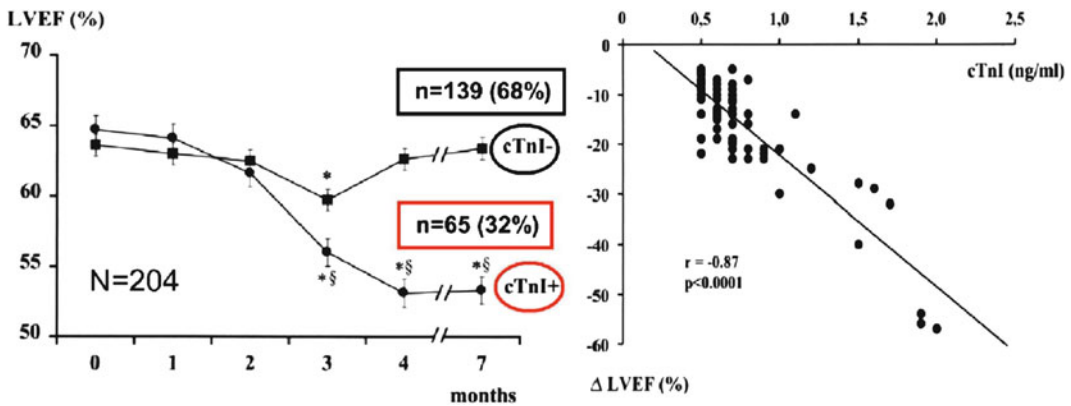 LVEF (%)
70
65
60
55
50
n=139 (68%)
cTnI-
*
n=65 (32%)
cTnI+
*§
*§
*§
N=204
0 1 2 3 4 7
months
0,5 1,0 1,5 2,0 2,5
cTnI (ng/ml)
0
-10
-20
-30
-40
-50
-60
r = -0.87
p<0.0001
Δ LVEF (%)